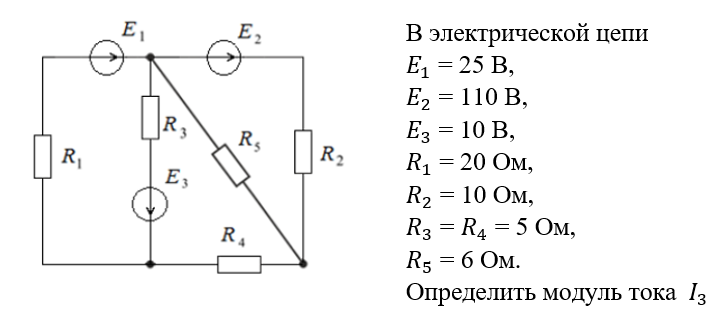 E₁
E₂
R₃
R₅
R₁
R₂
E₃
R₄
В электрической цепи
E₁ = 25 В,
E₂ = 110 В,
E₃ = 10 В,
R₁ = 20 Ом,
R₂ = 10 Ом,
R₃ = R₄ = 5 Ом,
R₅ = 6 Ом.
Определить модуль тока I₃